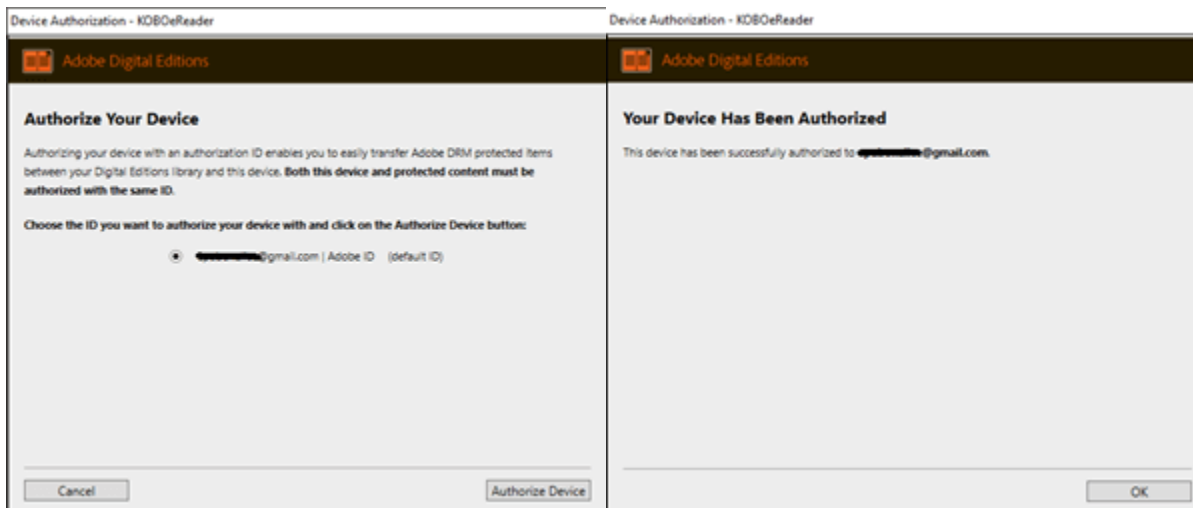 Device Authorization - KOBOeReader
Adobe Digital Editions
Authorize Your Device
Authorizing your device with an authorization ID enables you to easily transfer Adobe DRM protected items
between your Digital Editions library and this device. Both this device and protected content must be
authorized with the same ID.
Choose the ID you want to authorize your device with and click on the Authorize Device button:
@gmail.com | Adobe ID (default ID)
Cancel
Authorize Device
Device Authorization - KOBOeReader
Adobe Digital Editions
Your Device Has Been Authorized
This device has been successfully authorized to @gmail.com.
OK